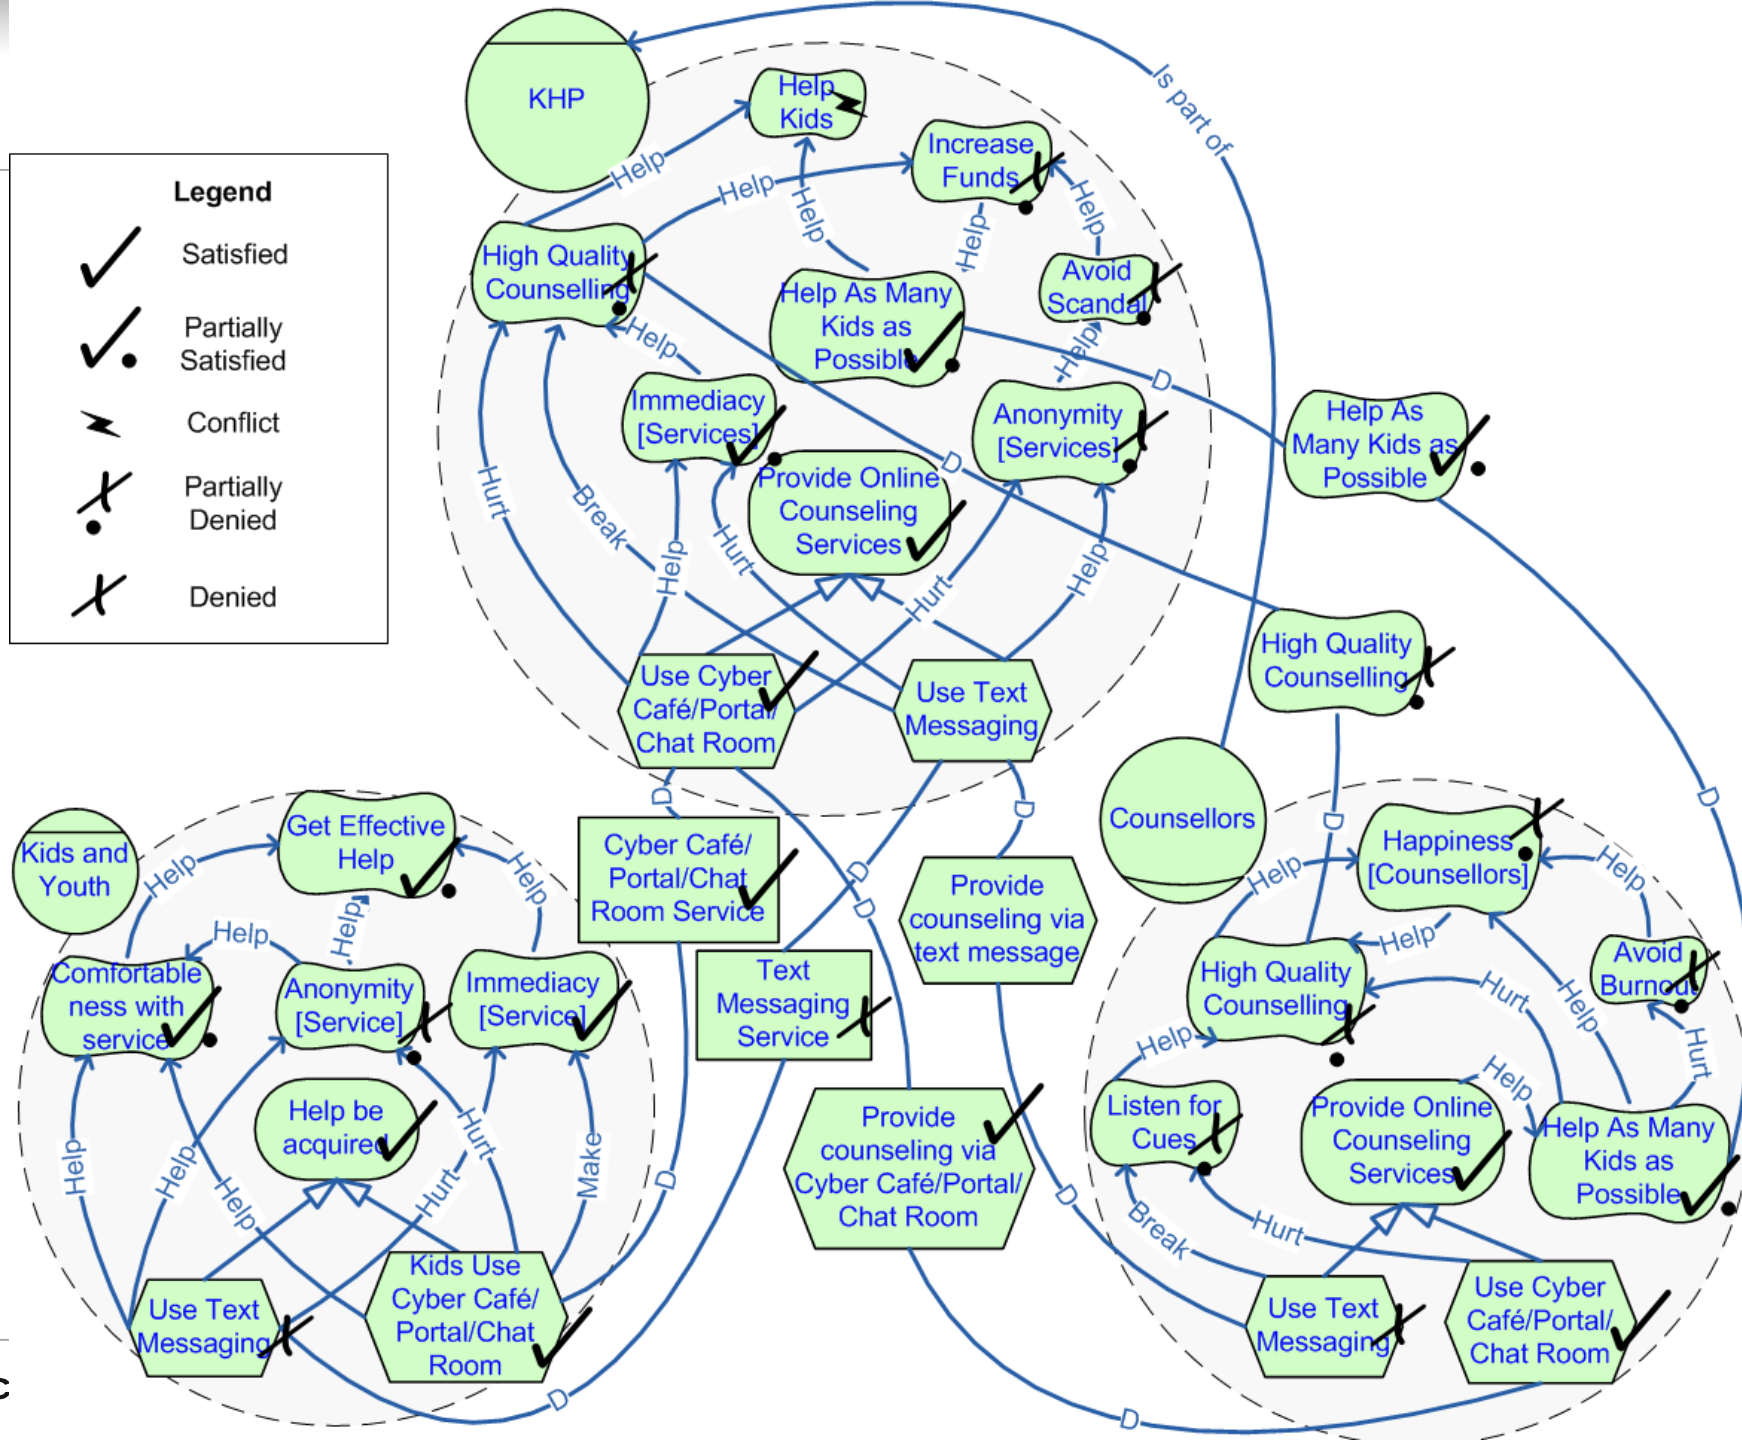 Is part of
KHP
Help
Kids
Increase
Funds
Help
Help
Help
Help
Help
Legend
Satisfied
Partially
Satisfied
Conflict
Partially
Denied
Denied
High Quality
Counselling
Help As Many
Kids as
Possible
Avoid
Scandal
Help
Help
D
Immediacy
[Services]
Anonymity
[Services]
Help As
Many Kids as
Possible
D
Provide Online
Counseling
Services
Hurt
Break
Help
Hurt
Hurt
Help
High Quality
Counselling
Use Cyber
Café/Portal/
Chat Room
Use Text
Messaging
D
D
D
D
Counsellors
Kids and
Youth
Get Effective
Help
Help
Help
Help
Help
Cyber Café/
Portal/Chat
Room Service
D
D
Provide
counseling via
text message
Happiness
[Counsellors]
Help
Help
Help
High Quality
Counselling
Avoid
Burnout
Comfortable
ness with
service
Anonymity
[Service]
Immediacy
[Service]
Text
Messaging
Service
Hurt
Help
Hurt
Help
Help
Listen for
Cues
Provide Online
Counseling
Services
Help As Many
Kids as
Possible
Help be
acquired
Provide
counseling via
Cyber Café/Portal/
Chat Room
Help
Help
Help
Hurt
Hurt
Make
D
D
Break
Hurt
Use Text
Messaging
Kids Use
Cyber Café/
Portal/Chat
Room
Use Text
Messaging
Use Cyber
Café/Portal/
Chat Room
D
D